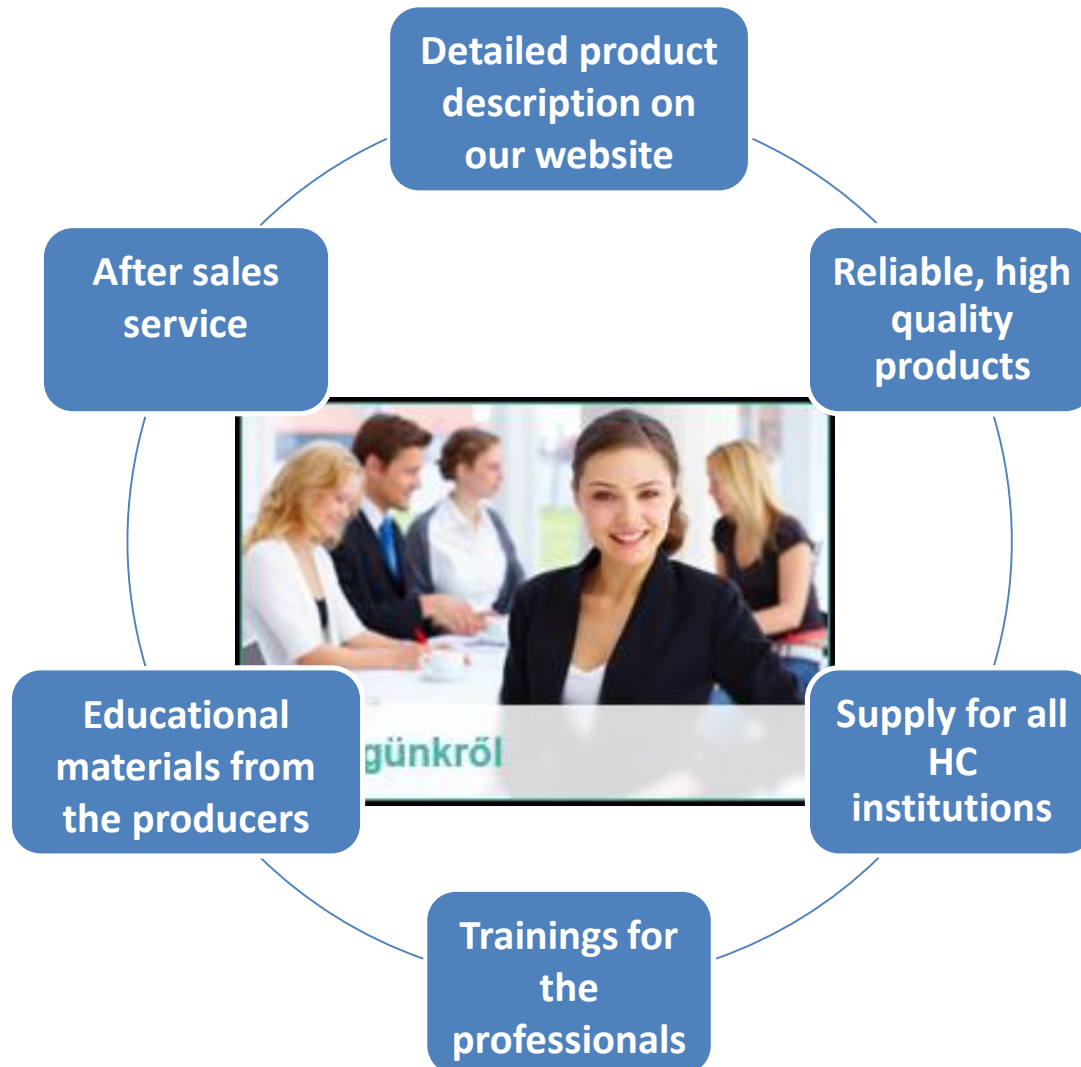 Detailed product
description on
our website
Reliable, high
quality
products
Supply for all
HC
institutions
Trainings for
the
professionals
Educational
materials from
the producers
After sales
service
günkről